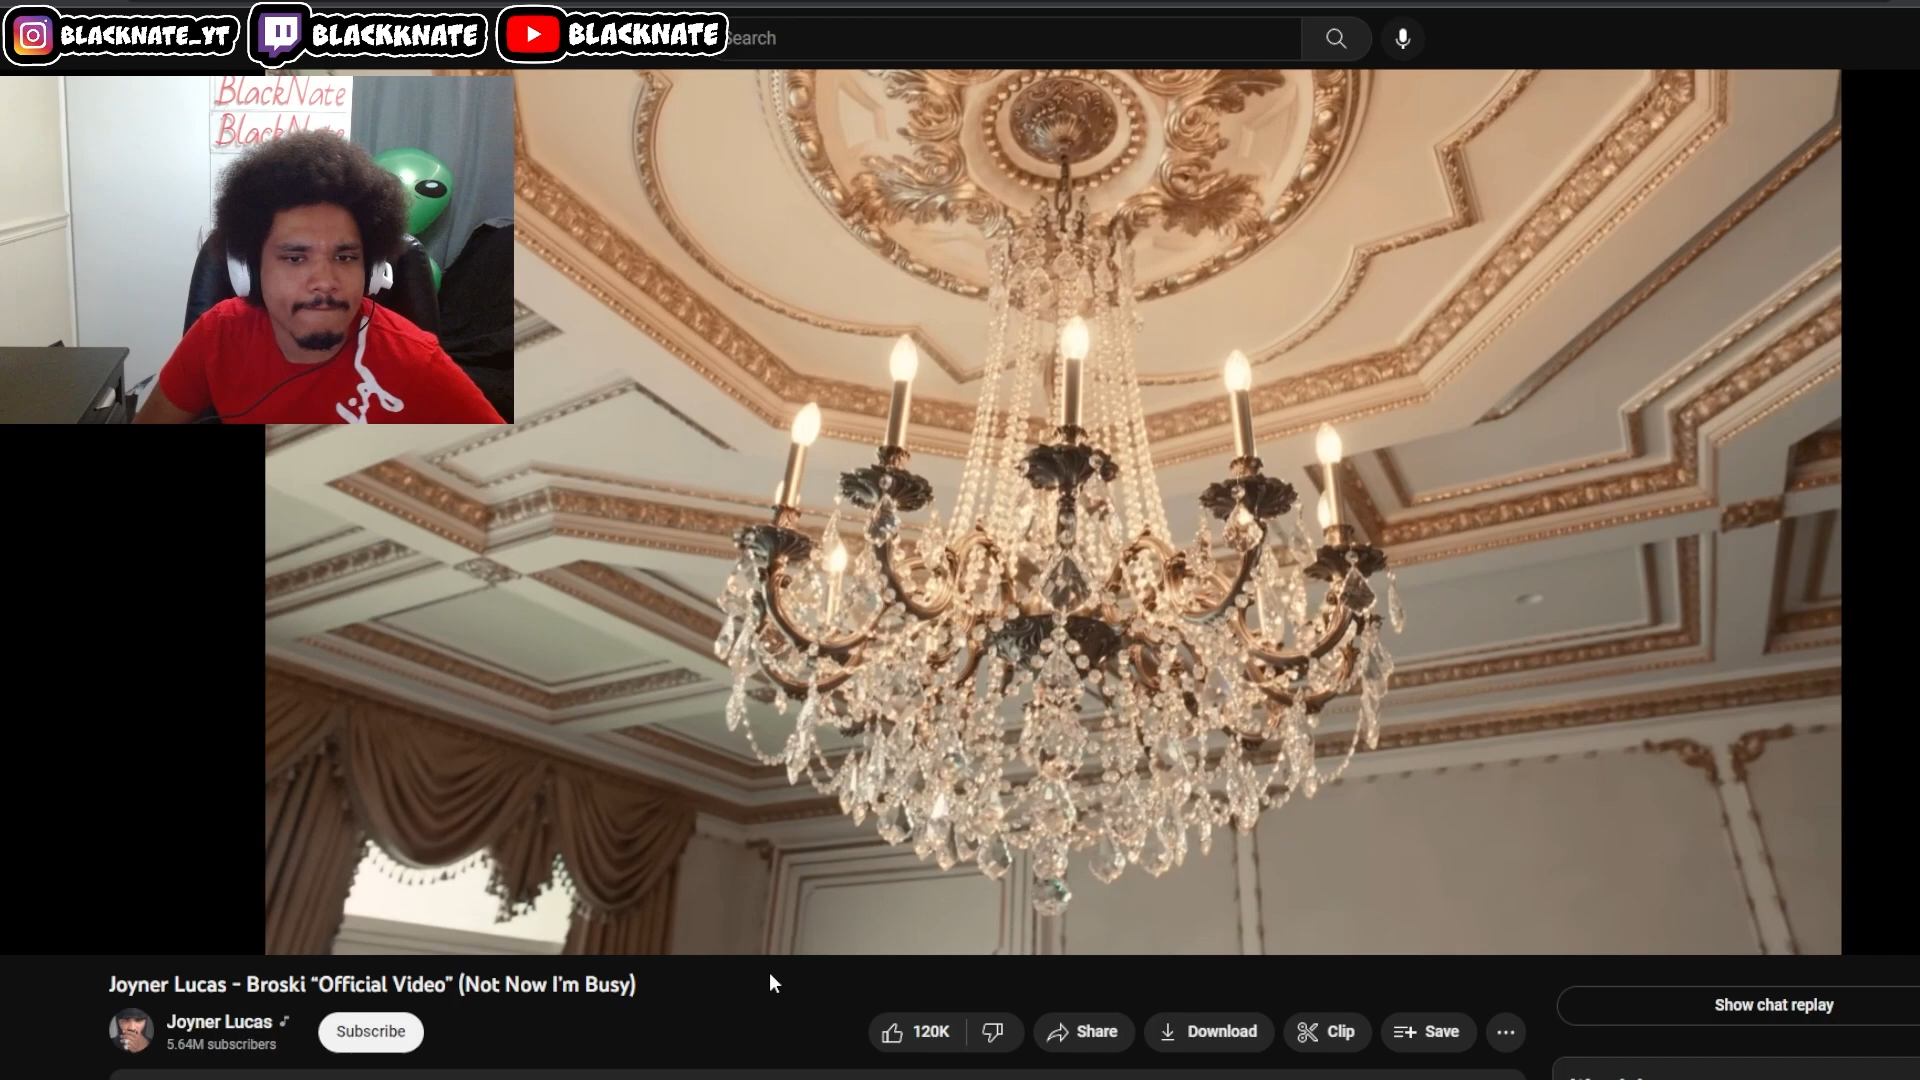 BLACKNATE_YT
BLACKKNATE
BLACKNATE
Search
BlackNate
BlackNate
Joyner Lucas - Broski “Official Video” (Not Now I'm Busy)
Joyner Lucas
5.64M subscribers
Subscribe
120K
Share
Download
Clip
Save
Show chat replay